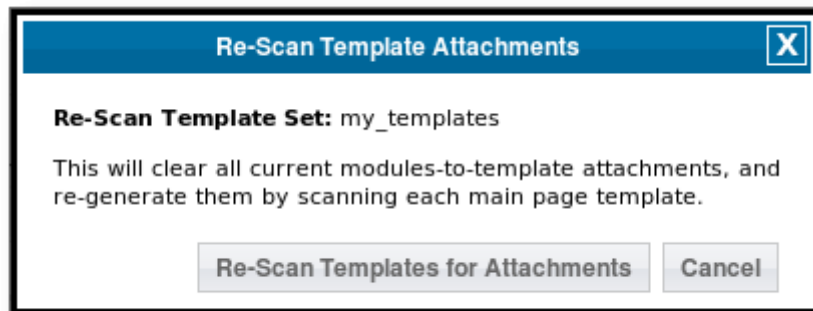 Re-Scan Template Attachments X
Re-Scan Template Set: my_templates
This will clear all current modules-to-template attachments, and
re-generate them by scanning each main page template.
Re-Scan Templates for Attachments Cancel